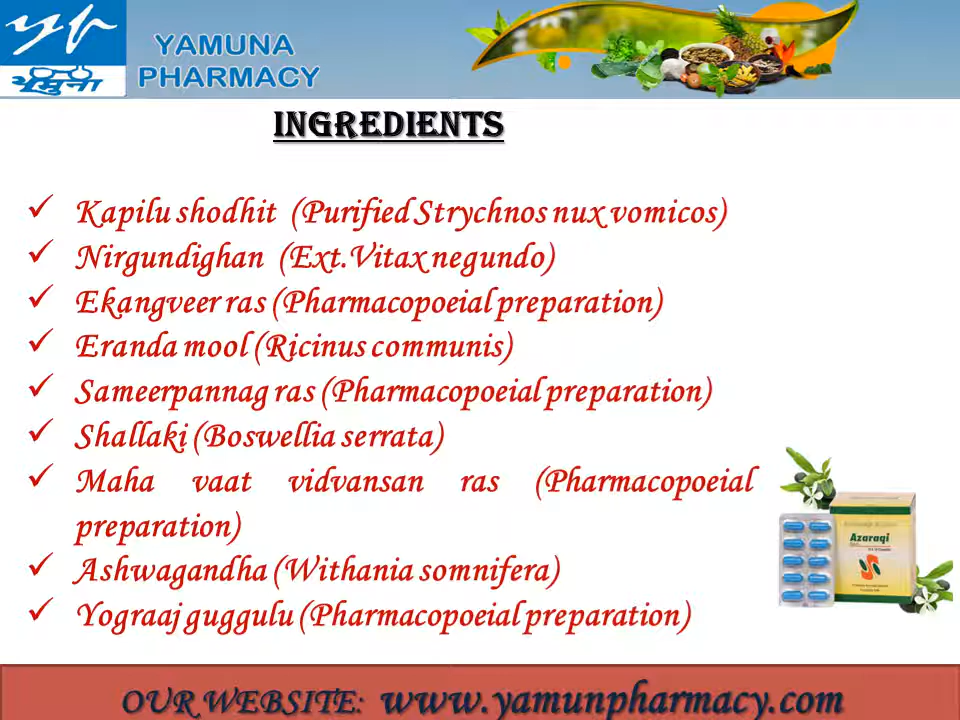 यमुना
YAMUNA
PHARMACY
INGREDIENTS
✓ Kapilu shodhit (Purified Strychnos nux vomicos)
✓ Nirgundighan (Ext.Vitax negundo)
✓ Ekangveer ras (Pharmacopoeial preparation)
✓ Eranda mool (Ricinus communis)
✓ Sameerpannag ras (Pharmacopoeial preparation)
✓ Shallaki (Boswellia serrata)
✓ Maha vaat vidvansan ras (Pharmacopoeial
preparation)
✓ Ashwagandha (Withania somnifera)
✓ Yograaj guggulu (Pharmacopoeial preparation)
Azaraqi
OUR WEBSITE: www.yamunpharmacy.com